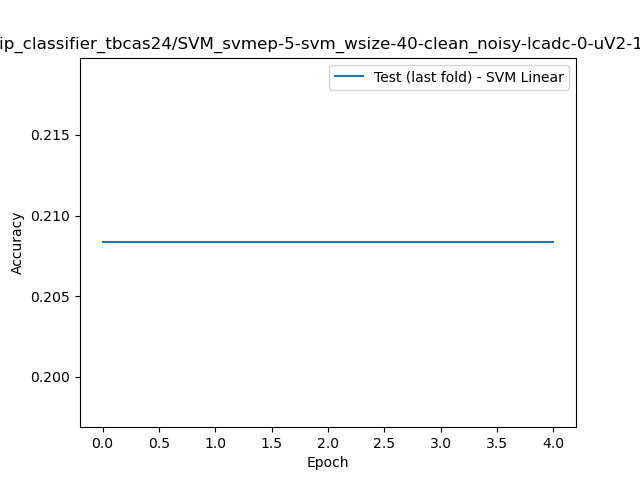 ip_classifier_tbcas24/SVM_svmep-5-svm_wsize-40-clean_noisy-lcadc-0-uV2-1
Test (last fold) - SVM Linear
0.215
0.210
0.205
0.200
Accuracy
0.0 0.5 1.0 1.5 2.0 2.5 3.0 3.5 4.0
Epoch